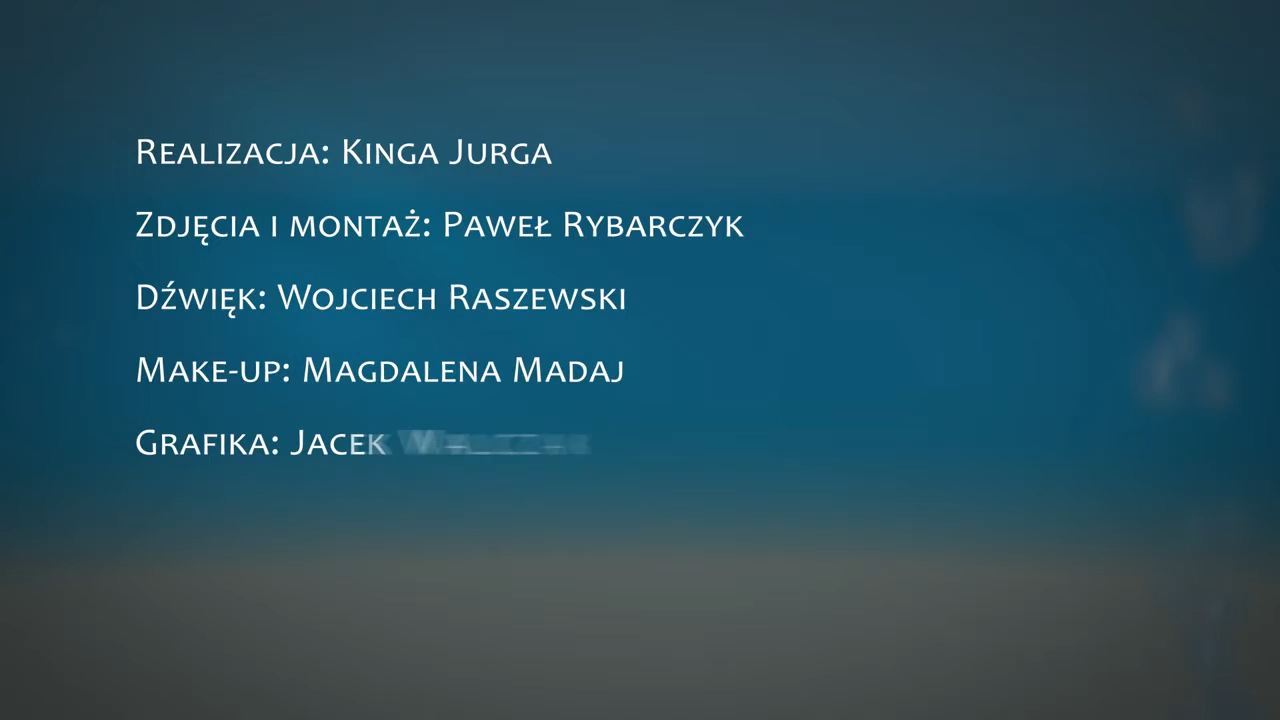 Realizacja: Kinga Jurga
Zdjęcia i montaż: Paweł Rybarczyk
Dźwięk: Wojciech Raszewski
Make-up: Magdalena Madaj
Grafika: Jacek